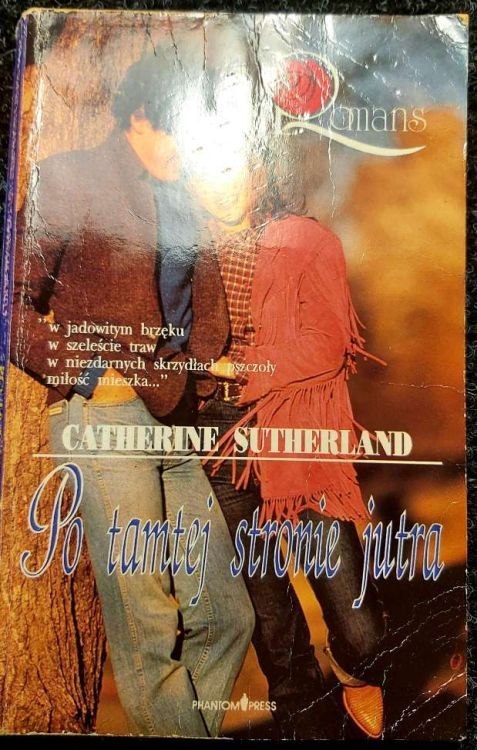 Romans
"w jadowitym brzęku
w szeleście traw
w niezdarnych skrzydłach pszczoły
miłość mieszka..."
CATHERINE SUTHERLAND
Po tamtej stronie jutra
PHANTOM PRESS